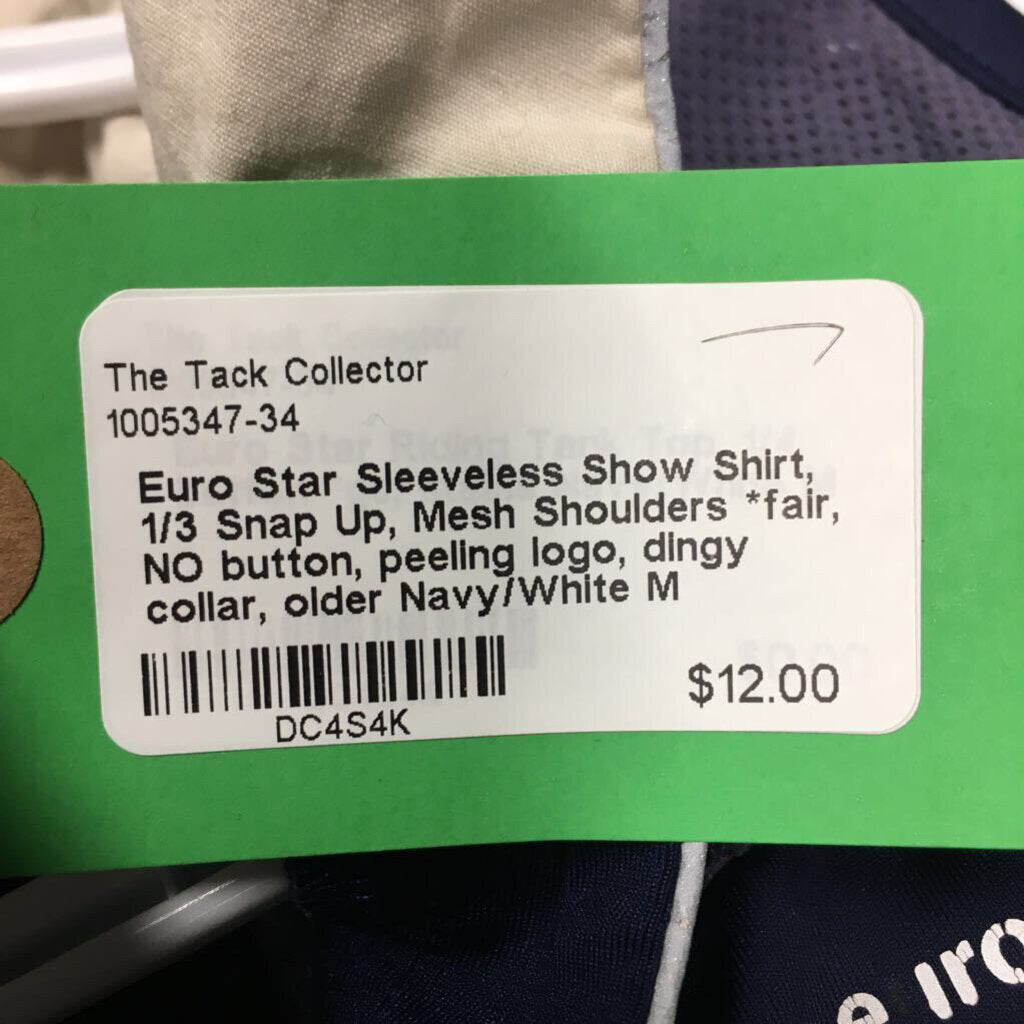 The Tack Collector
1005347-34
Euro Star Sleeveless Show Shirt,
1/3 Snap Up, Mesh Shoulders *fair,
NO button, peeling logo, dingy
collar, older Navy/White M
DC4S4K
$12.00